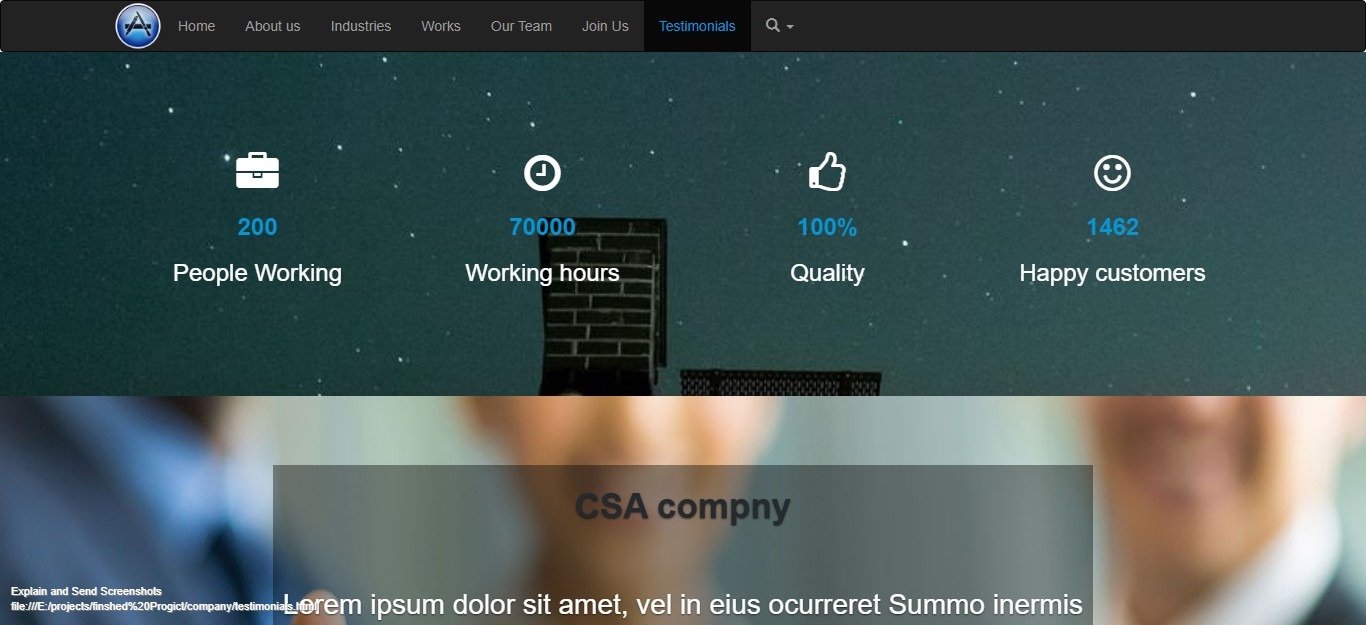 Home About us Industries Works Our Team Join Us Testimonials
200 70000 100% 1462
People Working Working hours Quality Happy customers
CSA compny
Explain and Send Screenshots
file:///E:/projects/finshed%20Progict/company/testimonials.html
Lorem ipsum dolor sit amet, vel in eius ocurreret Summo inermis